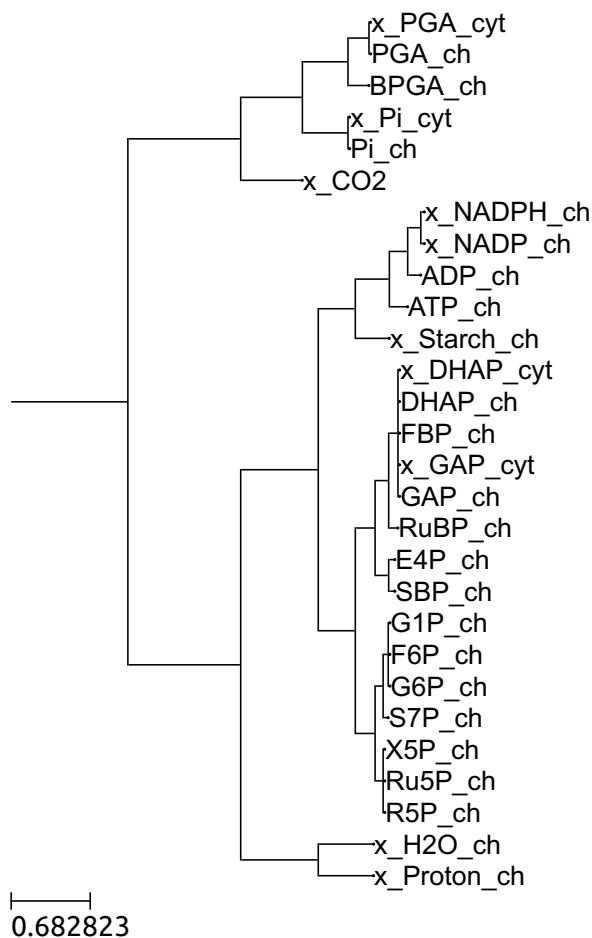 x_PGA_cyt
PGA_ch
BPGA_ch
x_Pi_cyt
Pi_ch
x_CO2
x_NADPH_ch
x_NADP_ch
ADP_ch
ATP_ch
x_Starch_ch
x_DHAP_cyt
DHAP_ch
FBP_ch
x_GAP_cyt
GAP_ch
RuBP_ch
E4P_ch
SBP_ch
G1P_ch
F6P_ch
G6P_ch
S7P_ch
X5P_ch
Ru5P_ch
R5P_ch
x_H2O_ch
x_Proton_ch
0.682823